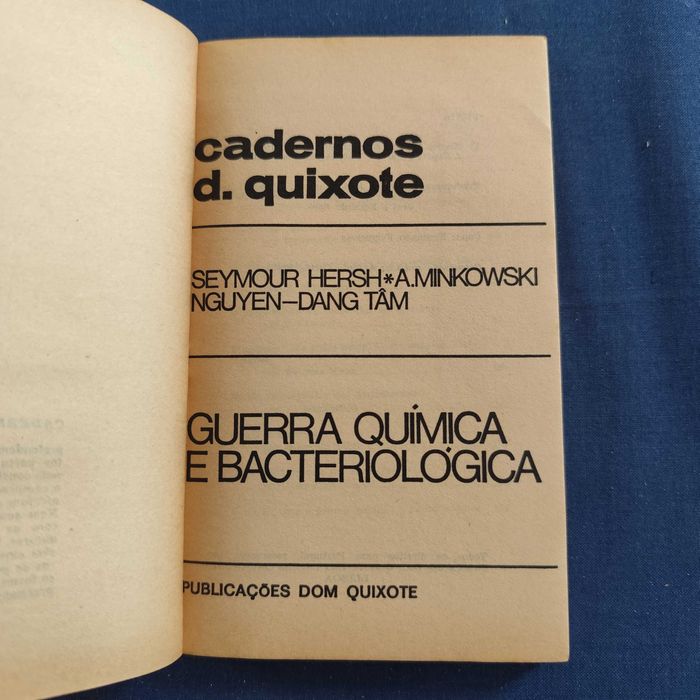 cadernos
d. quixote
SEYMOUR HERSH*A.MINKOWSKI
NGUYEN—DANG TÂM
GUERRA QUÍMICA
E BACTERIOLÓGICA
PUBLICAÇÕES DOM QUIXOTE